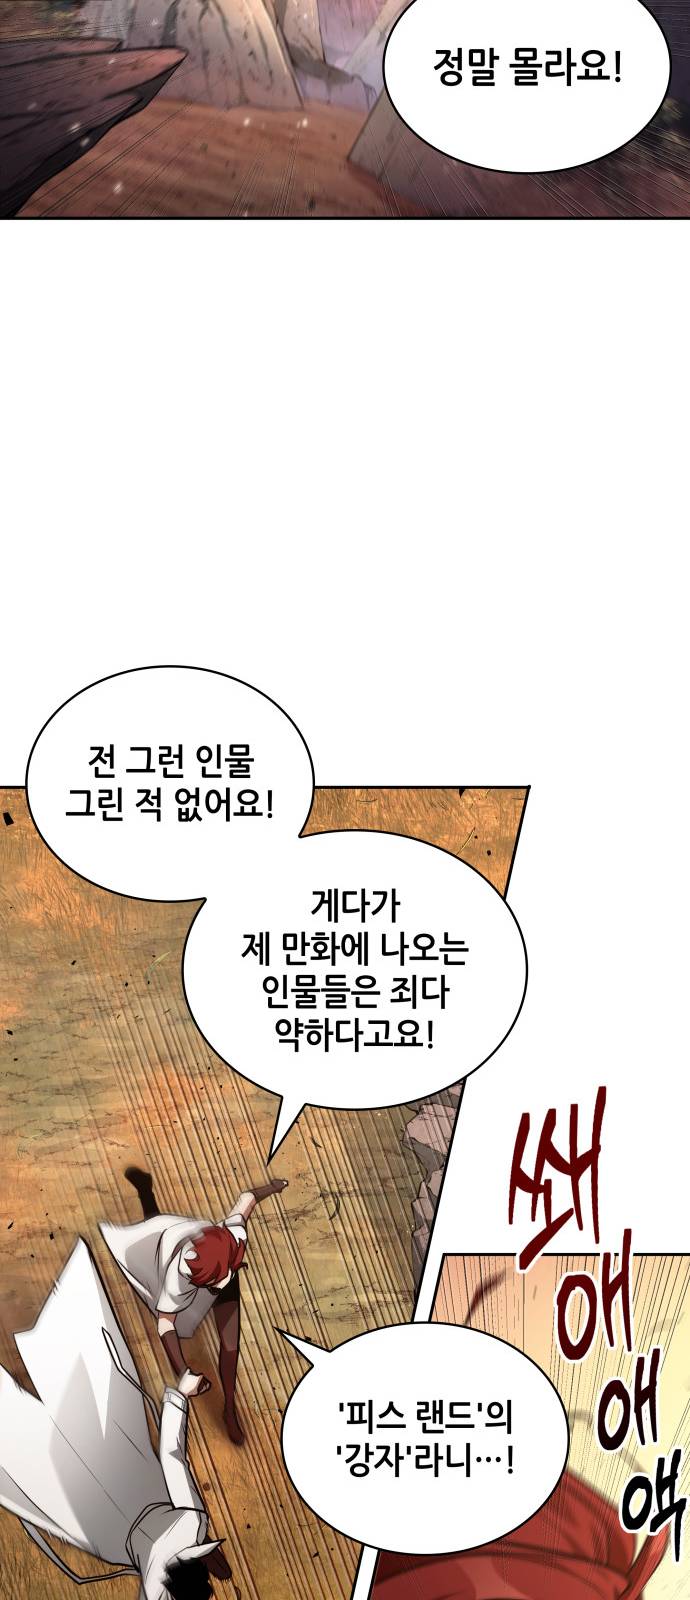 정말 몰라요!
전 그런 인물
그린 적 없어요!
게다가
제 만화에 나오는
인물들은 죄다
약하다고요!
쐐
애
애
액
'피스 랜드'의
'강자'라니…!